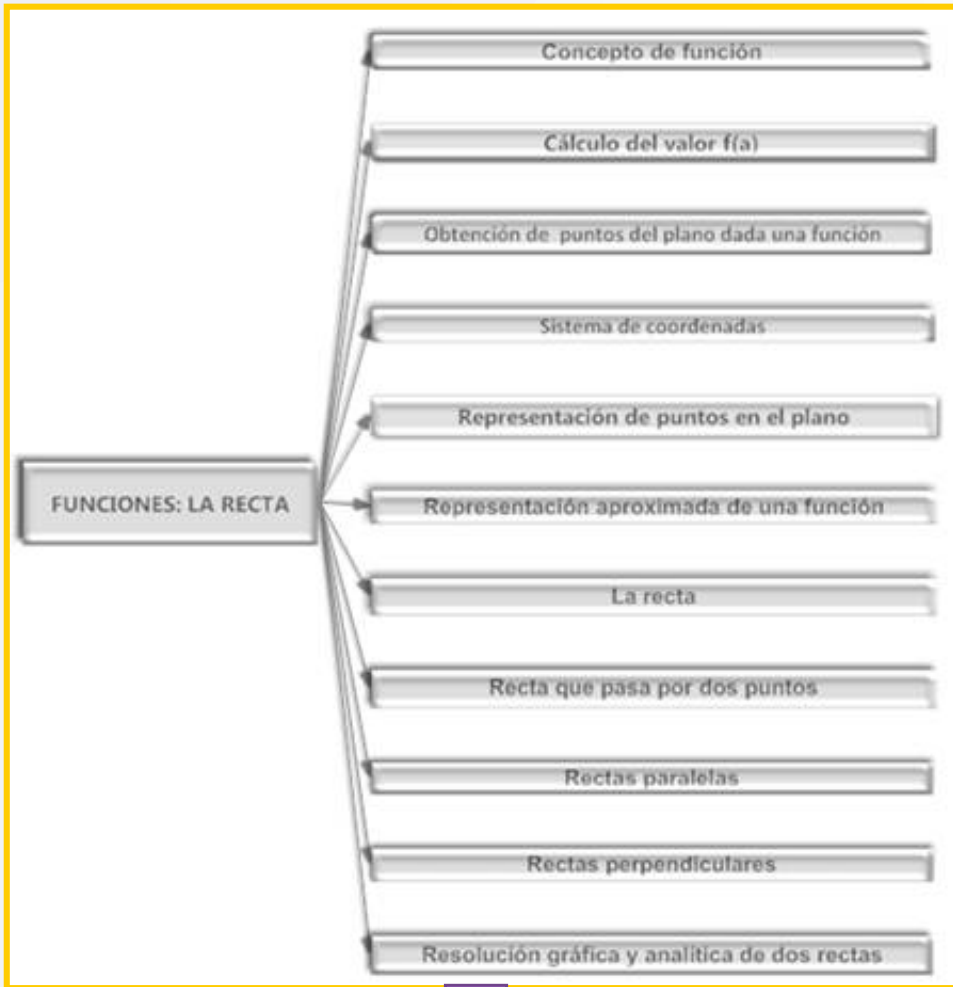 Concepto de función
Cálculo del valor f(a)
Obtención de puntos del plano dada una función
Sistema de coordenadas
Representación de puntos en el plano
FUNCIONES: LA RECTA
Representación aproximada de una función
La recta
Recta que pasa por dos puntos
Rectas paralelas
Rectas perpendiculares
Resolución gráfica y analítica de dos rectas